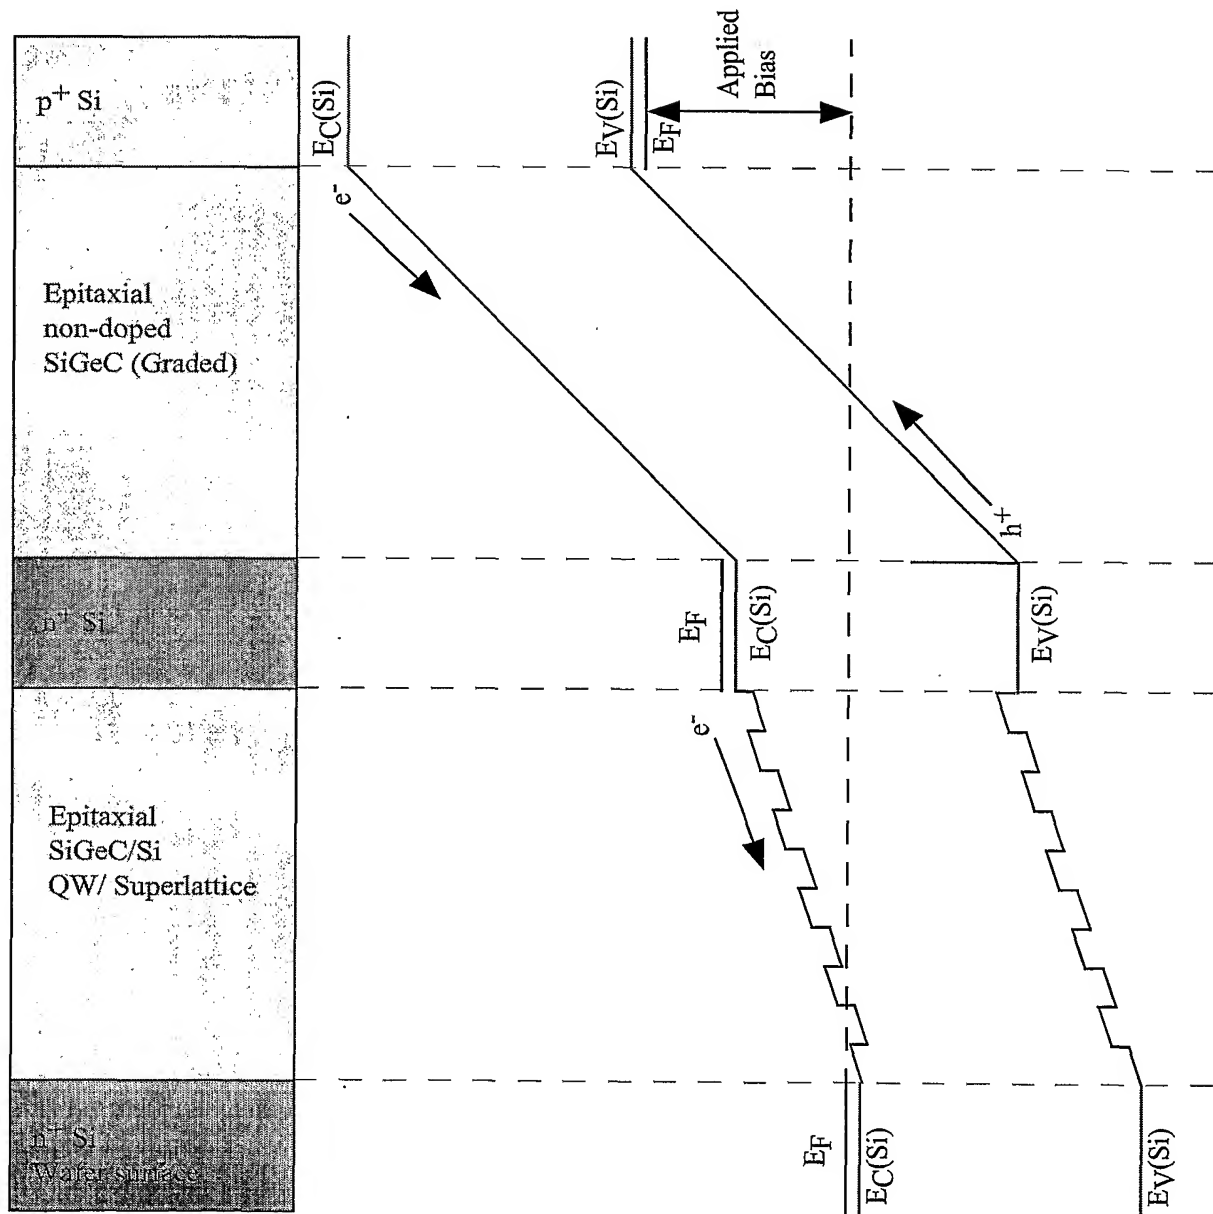 p+ Si
Epitaxial
non-doped
SiGeC (Graded)
n+ Si
Epitaxial
SiGeC/Si
QW/ Superlattice
n+ Si
Wafer surface
EC(Si)
e-
EV(Si)
EF
Applied
Bias
h+
EF
EC(Si)
EV(Si)
e-
EF
EC(Si)
EV(Si)